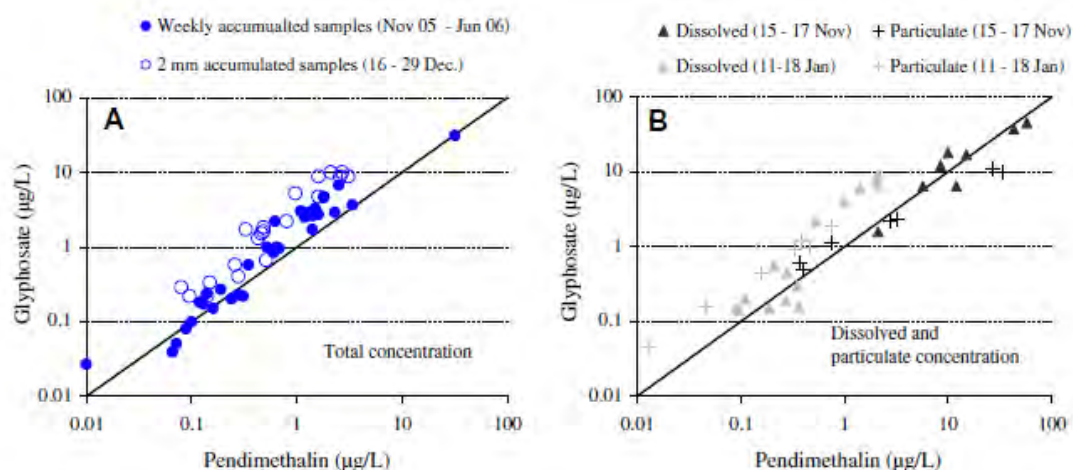 Weekly accumualted samples (Nov 05 - Jun 06)
2 mm accumulated samples (16 - 29 Dec.)
Dissolved (15 - 17 Nov)
Particulate (15 - 17 Nov)
Dissolved (11-18 Jan)
Particulate (11 - 18 Jan)
A
100
10
1
0.1
0.01
Glyphosate (µg/L)
Total concentration
0.01 0.1 1 10 100
Pendimethalin (µg/L)
B
100
10
1
0.1
0.01
Glyphosate (µg/L)
Dissolved and
particulate concentration
0.01 0.1 1 10 100
Pendimethalin (µg/L)